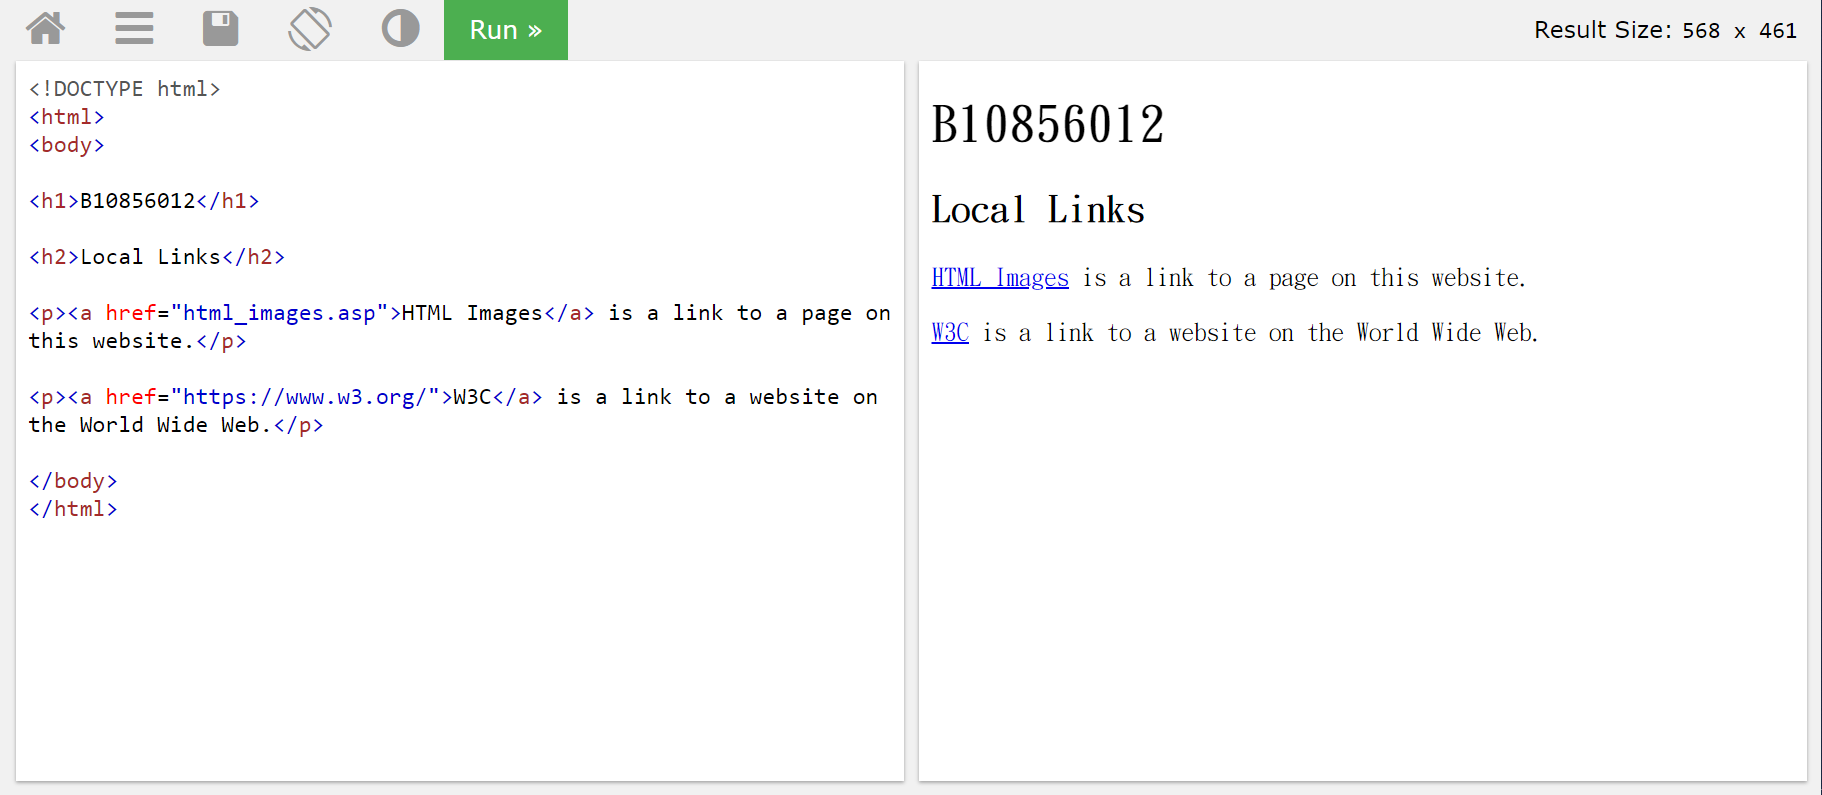 Run »
Result Size: 568 x 461
<!DOCTYPE html>
<html>
<body>
<h1>B10856012</h1>
<h2>Local Links</h2>
<p><a href="html_images.asp">HTML Images</a> is a link to a page on
this website.</p>
<p><a href="https://www.w3.org/">W3C</a> is a link to a website on
the World Wide Web.</p>
</body>
</html>
B10856012
Local Links
HTML Images is a link to a page on this website.
W3C is a link to a website on the World Wide Web.